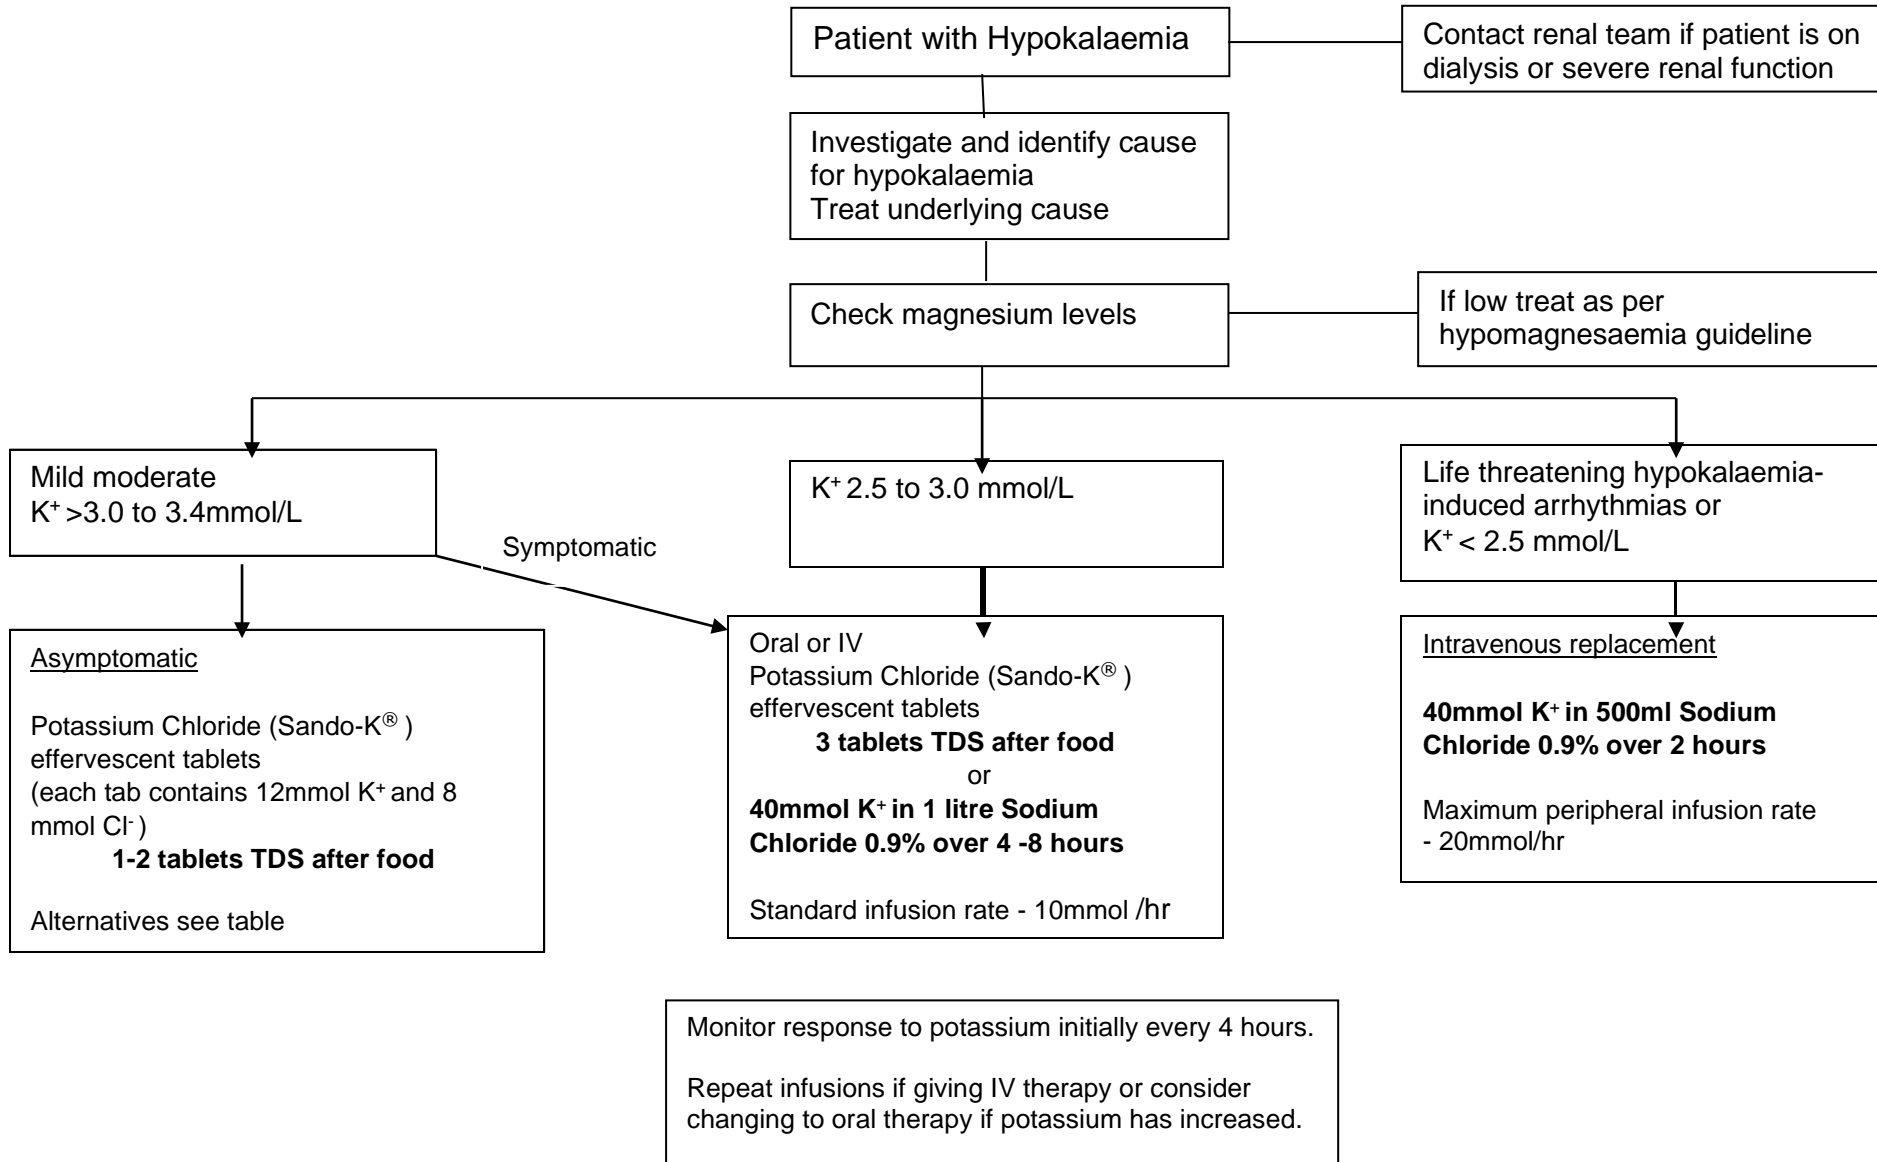 Patient with Hypokalaemia
Contact renal team if patient is on
dialysis or severe renal function
Investigate and identify cause
for hypokalaemia
Treat underlying cause
Check magnesium levels
If low treat as per
hypomagnesaemia guideline
Mild moderate
K⁺ >3.0 to 3.4mmol/L
Symptomatic
K⁺ 2.5 to 3.0 mmol/L
Life threatening hypokalaemia-
induced arrhythmias or
K⁺ < 2.5 mmol/L
Asymptomatic
Potassium Chloride (Sando-K® )
effervescent tablets
(each tab contains 12mmol K⁺ and 8
mmol Cl⁻ )
1-2 tablets TDS after food
Alternatives see table
Oral or IV
Potassium Chloride (Sando-K® )
effervescent tablets
3 tablets TDS after food
or
40mmol K⁺ in 1 litre Sodium
Chloride 0.9% over 4 -8 hours
Standard infusion rate - 10mmol /hr
Intravenous replacement
40mmol K⁺ in 500ml Sodium
Chloride 0.9% over 2 hours
Maximum peripheral infusion rate
- 20mmol/hr
Monitor response to potassium initially every 4 hours.
Repeat infusions if giving IV therapy or consider
changing to oral therapy if potassium has increased.